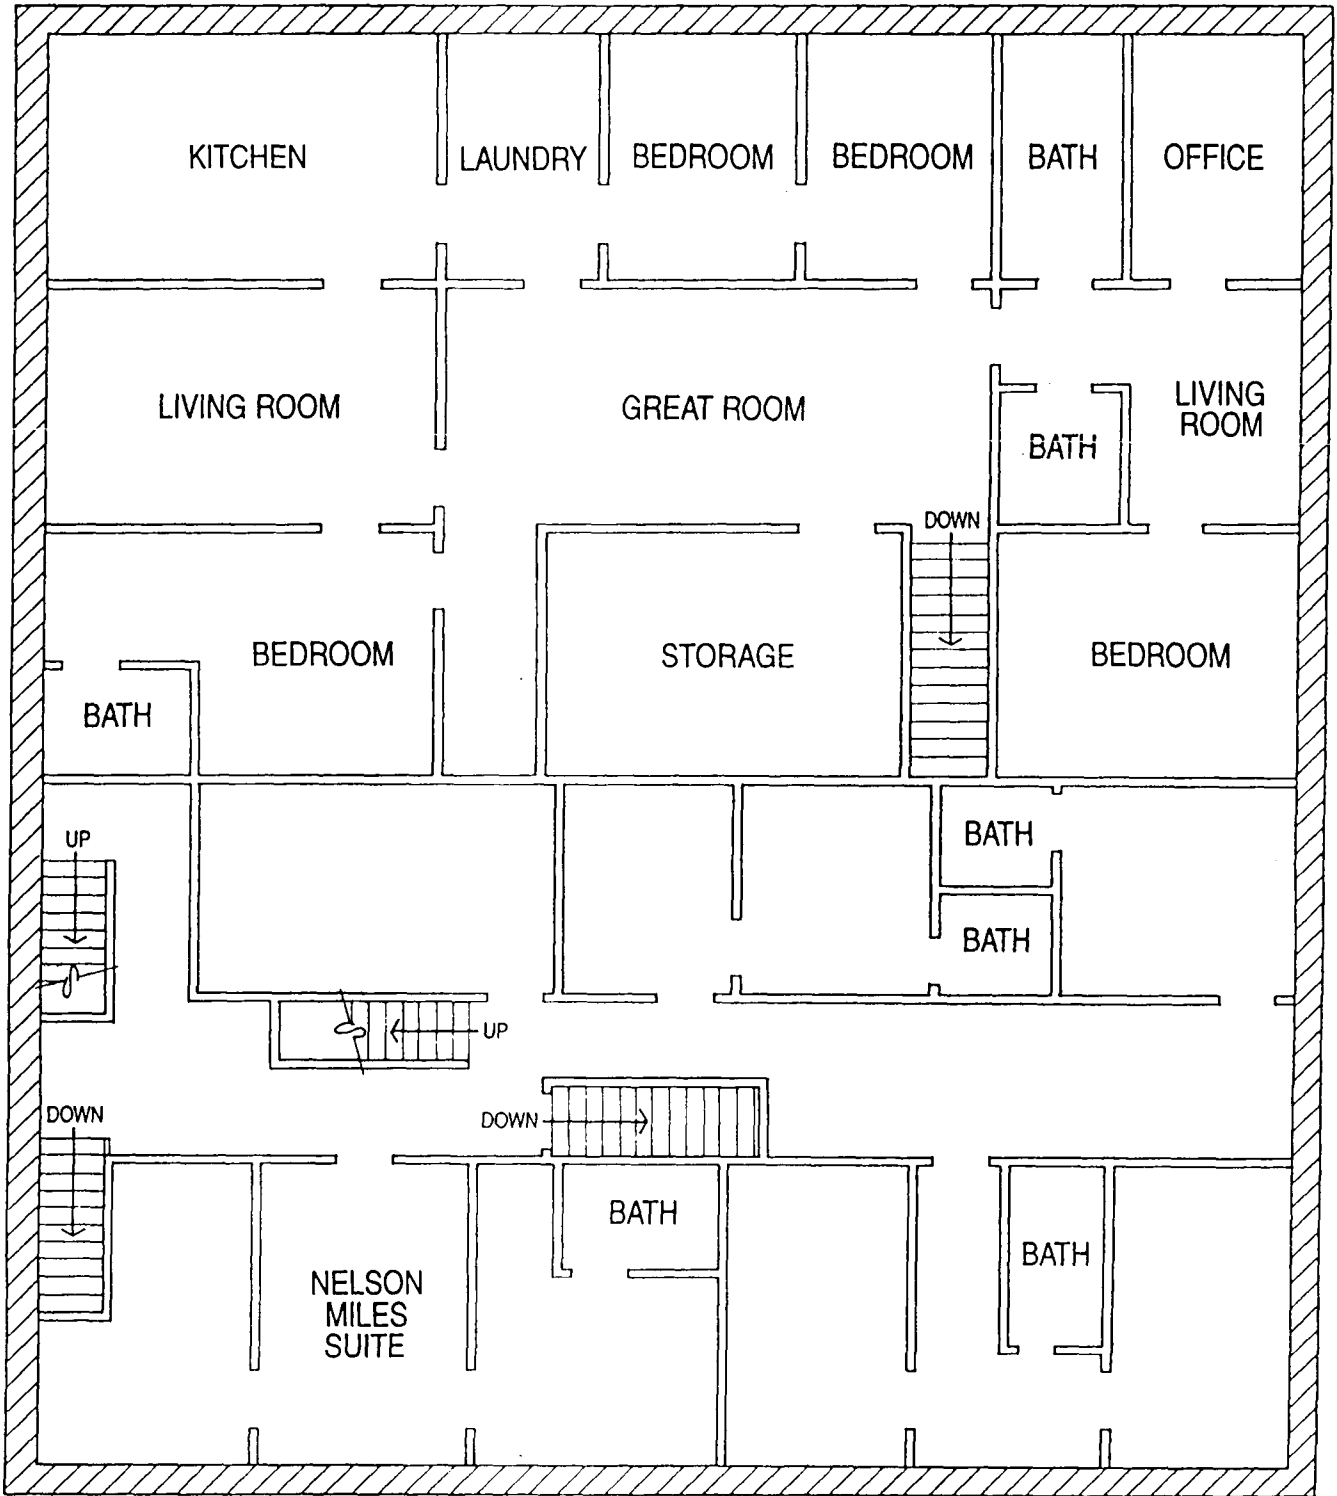 KITCHEN
LAUNDRY
BEDROOM
BEDROOM
BATH
OFFICE
LIVING ROOM
GREAT ROOM
LIVING
ROOM
BATH
DOWN
BEDROOM
STORAGE
BEDROOM
BATH
UP
BATH
BATH
UP
DOWN
DOWN
BATH
BATH
NELSON
MILES
SUITE